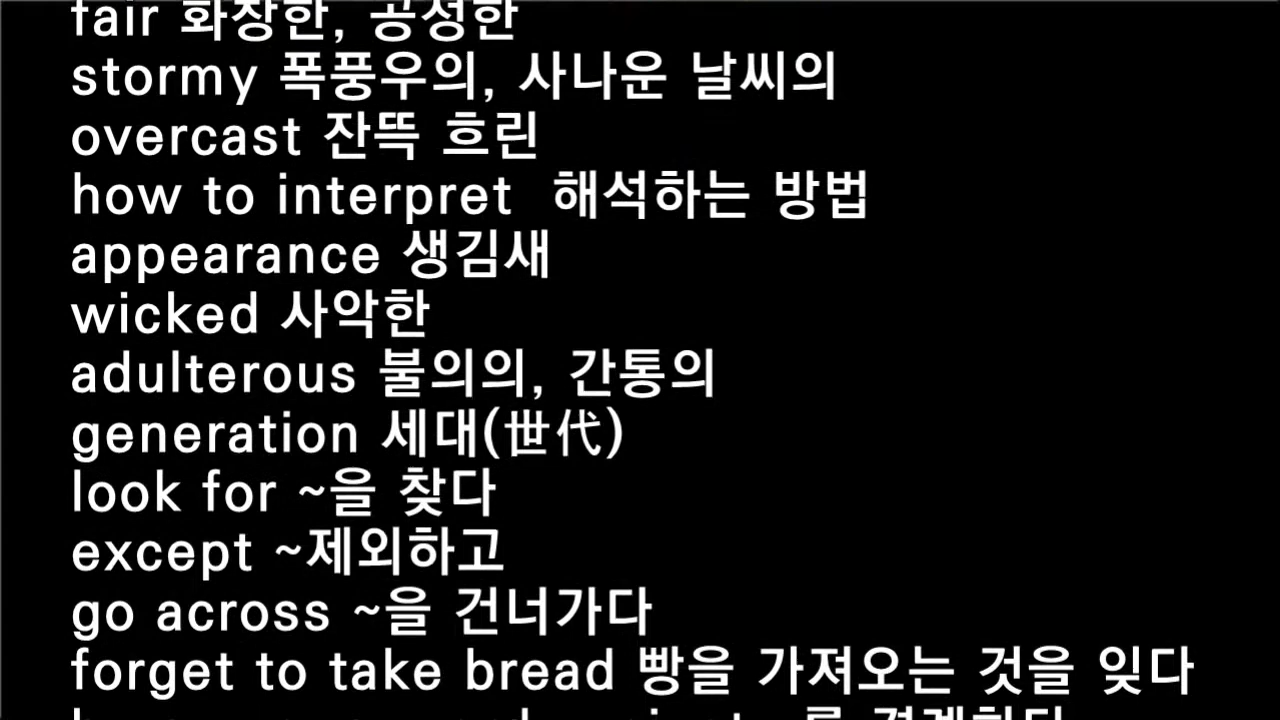 fair 화창한, 공정한
stormy 폭풍우의, 사나운 날씨의
overcast 잔뜩 흐린
how to interpret 해석하는 방법
appearance 생김새
wicked 사악한
adulterous 불의의, 간통의
generation 세대(世代)
look for ~을 찾다
except ~제외하고
go across ~을 건너가다
forget to take bread 빵을 가져오는 것을 잊다